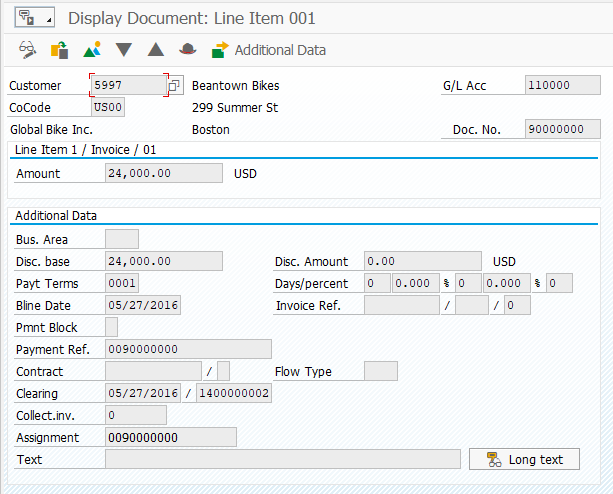 Display Document: Line Item 001
Additional Data
Customer 5997 Beantown Bikes G/L Acc 110000
CoCode US00 299 Summer St
Global Bike Inc. Boston Doc. No. 90000000
Line Item 1 / Invoice / 01
Amount 24,000.00 USD
Additional Data
Bus. Area
Disc. base 24,000.00 Disc. Amount 0.00 USD
Payt Terms 0001 Days/percent 0 0.000 % 0 0.000 % 0
Bline Date 05/27/2016 Invoice Ref. / / 0
Pmnt Block
Payment Ref. 0090000000
Contract / Flow Type
Clearing 05/27/2016 / 1400000002
Collect.inv. 0
Assignment 0090000000
Text Long text